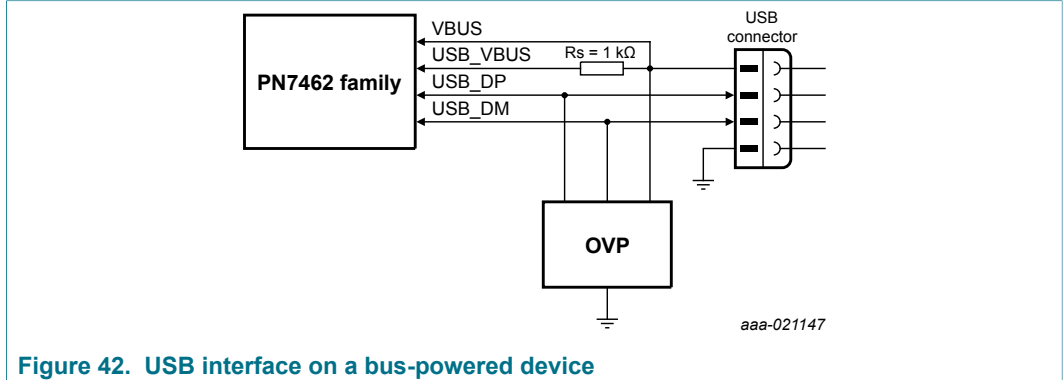 USB
connector
VBUS
USB_VBUS
Rs = 1 kΩ
PN7462 family
USB_DP
USB_DM
OVP
aaa-021147
Figure 42. USB interface on a bus-powered device